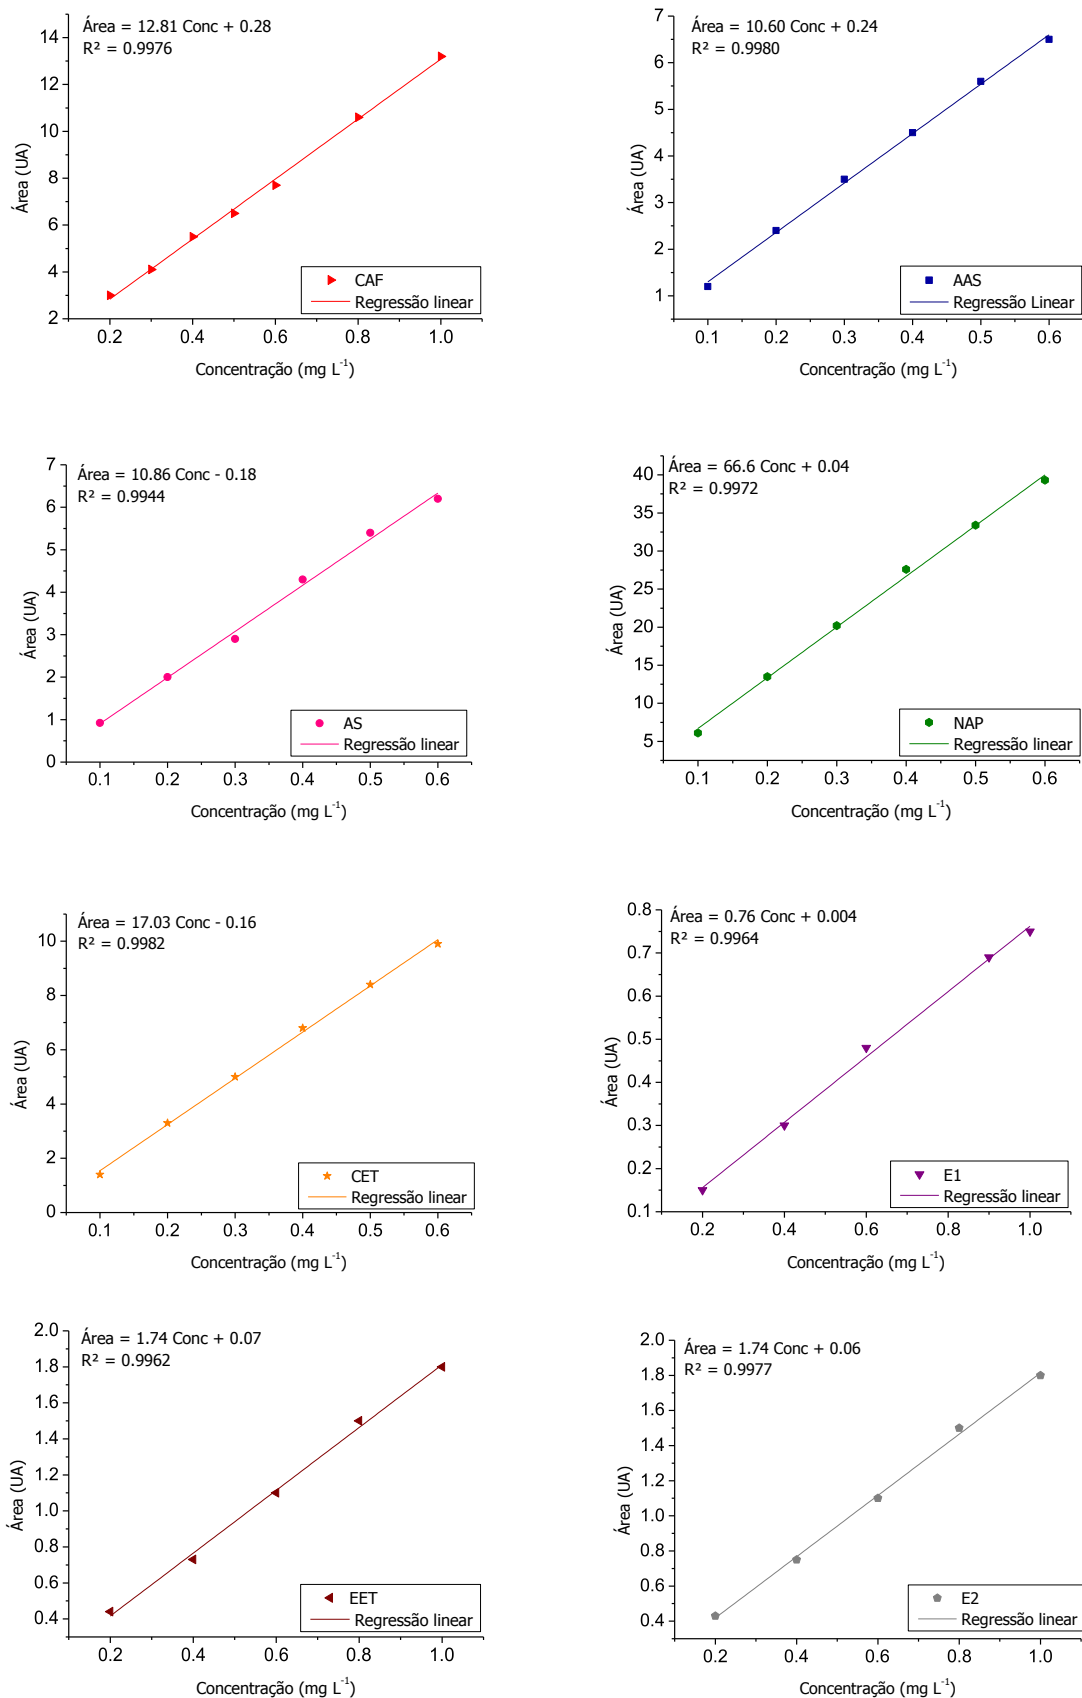 Área = 12.81 Conc + 0.28
R² = 0.9976
14
12
10
8
6
4
2
Área (UA)
CAF
Regressão linear
0.2 0.4 0.6 0.8 1.0
Concentração (mg L⁻¹)
Área = 10.60 Conc + 0.24
R² = 0.9980
7
6
5
4
3
2
1
Área (UA)
AAS
Regressão Linear
0.1 0.2 0.3 0.4 0.5 0.6
Concentração (mg L⁻¹)
Área = 10.86 Conc - 0.18
R² = 0.9944
7
6
5
4
3
2
1
0
Área (UA)
AS
Regressão linear
0.1 0.2 0.3 0.4 0.5 0.6
Concentração (mg L⁻¹)
Área = 66.6 Conc + 0.04
R² = 0.9972
40
35
30
25
20
15
10
5
Área (UA)
NAP
Regressão linear
0.1 0.2 0.3 0.4 0.5 0.6
Concentração (mg L⁻¹)
Área = 17.03 Conc - 0.16
R² = 0.9982
10
8
6
4
2
0
Área (UA)
CET
Regressão linear
0.1 0.2 0.3 0.4 0.5 0.6
Concentração (mg L⁻¹)
Área = 0.76 Conc + 0.004
R² = 0.9964
0.8
0.7
0.6
0.5
0.4
0.3
0.2
0.1
Área (UA)
E1
Regressão linear
0.2 0.4 0.6 0.8 1.0
Concentração (mg L⁻¹)
Área = 1.74 Conc + 0.07
R² = 0.9962
2.0
1.8
1.6
1.4
1.2
1.0
0.8
0.6
0.4
Área (UA)
EET
Regressão linear
0.2 0.4 0.6 0.8 1.0
Concentração (mg L⁻¹)
Área = 1.74 Conc + 0.06
R² = 0.9977
2.0
1.8
1.6
1.4
1.2
1.0
0.8
0.6
0.4
Área (UA)
E2
Regressão linear
0.2 0.4 0.6 0.8 1.0
Concentração (mg L⁻¹)